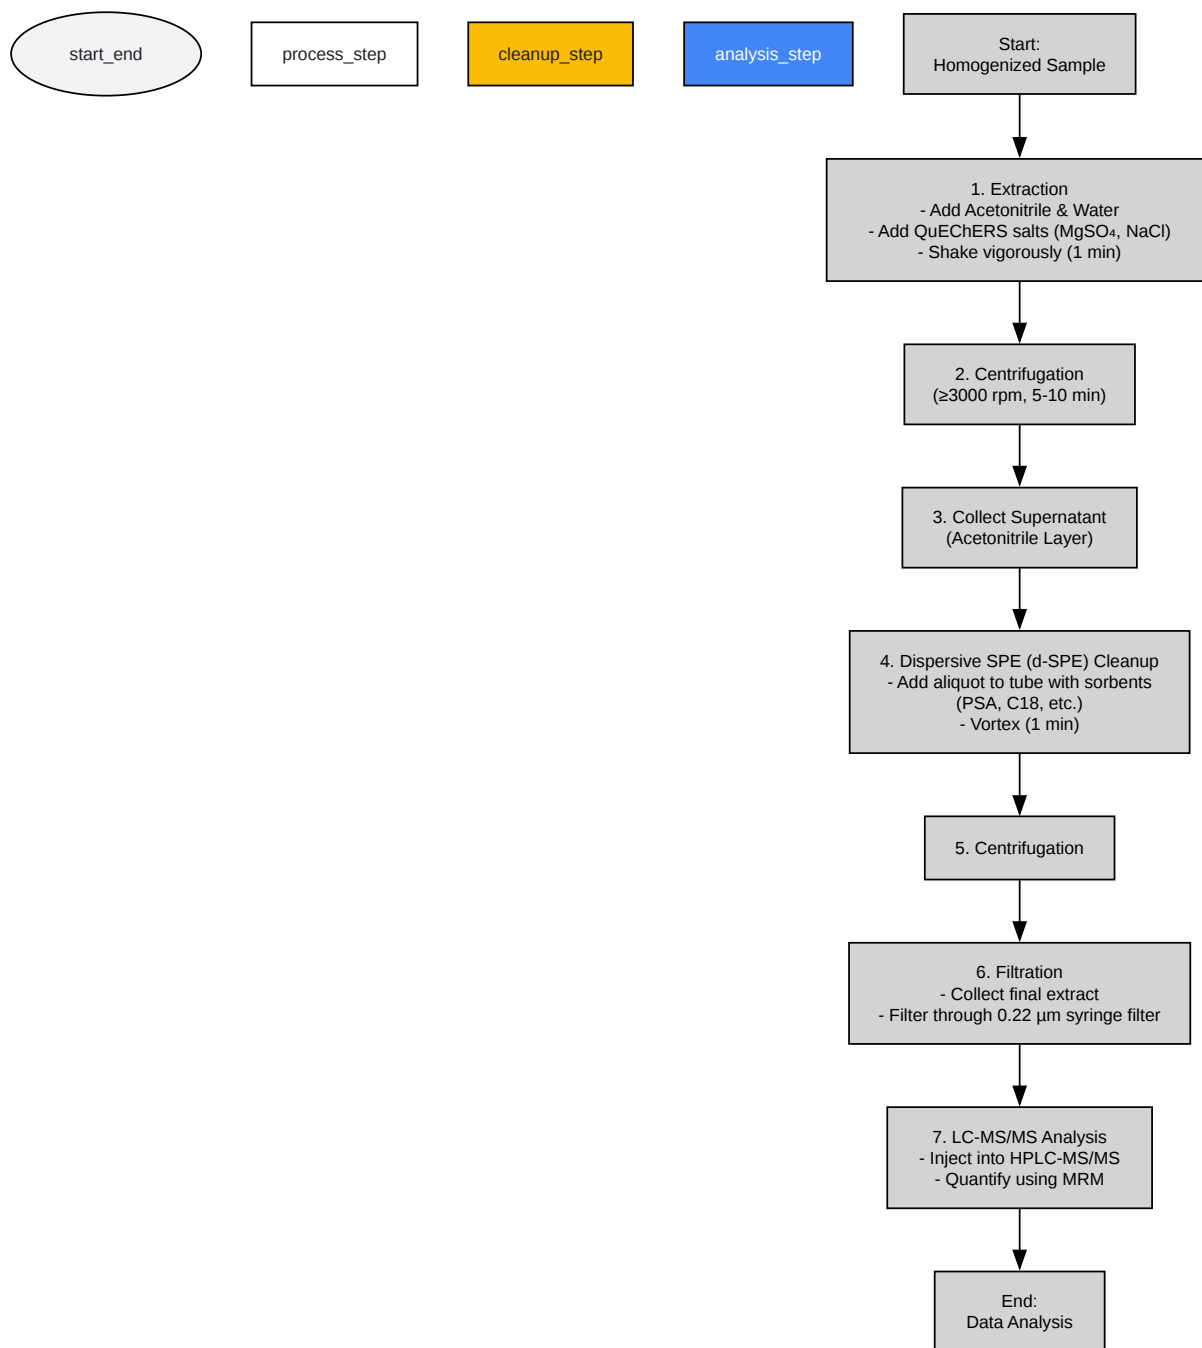 start_end
process_step
cleanup_step
analysis_step
Start:
Homogenized Sample
1. Extraction
- Add Acetonitrile & Water
- Add QuEChERS salts (MgSO₄, NaCl)
- Shake vigorously (1 min)
2. Centrifugation
(≥3000 rpm, 5-10 min)
3. Collect Supernatant
(Acetonitrile Layer)
4. Dispersive SPE (d-SPE) Cleanup
- Add aliquot to tube with sorbents
(PSA, C18, etc.)
- Vortex (1 min)
5. Centrifugation
6. Filtration
- Collect final extract
- Filter through 0.22 µm syringe filter
7. LC-MS/MS Analysis
- Inject into HPLC-MS/MS
- Quantify using MRM
End:
Data Analysis